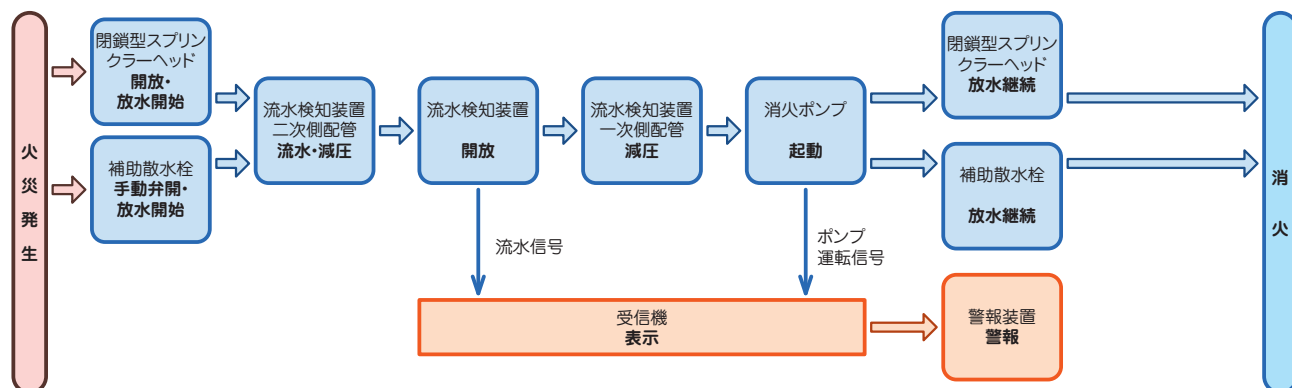 火災発生
閉鎖型スプリン
クラーヘッド
開放・
放水開始
補助散水栓
手動弁開・
放水開始
流水検知装置
二次側配管
流水・減圧
流水検知装置
開放
流水検知装置
一次側配管
減圧
消火ポンプ
起動
閉鎖型スプリン
クラーヘッド
放水継続
補助散水栓
放水継続
消火
流水信号
ポンプ
運転信号
受信機
表示
警報装置
警報